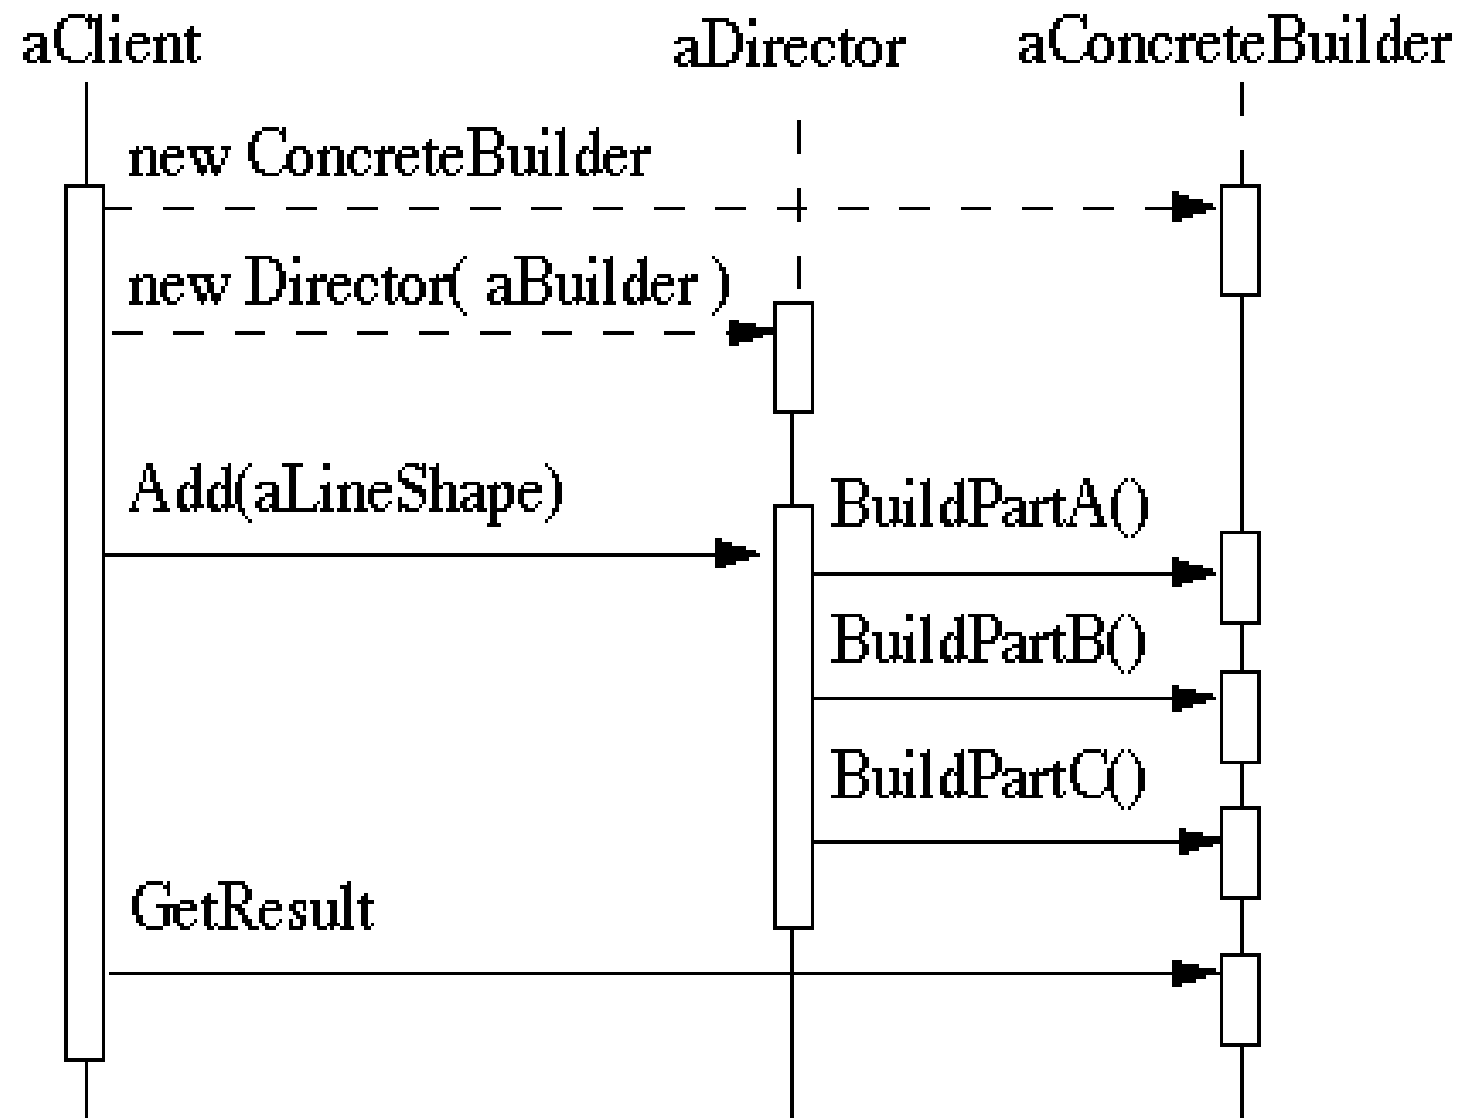 aClient aDirector aConcreteBuilder
new ConcreteBuilder
new Director( aBuilder )
Add(aLineShape)
BuildPartA()
BuildPartB()
BuildPartC()
GetResult